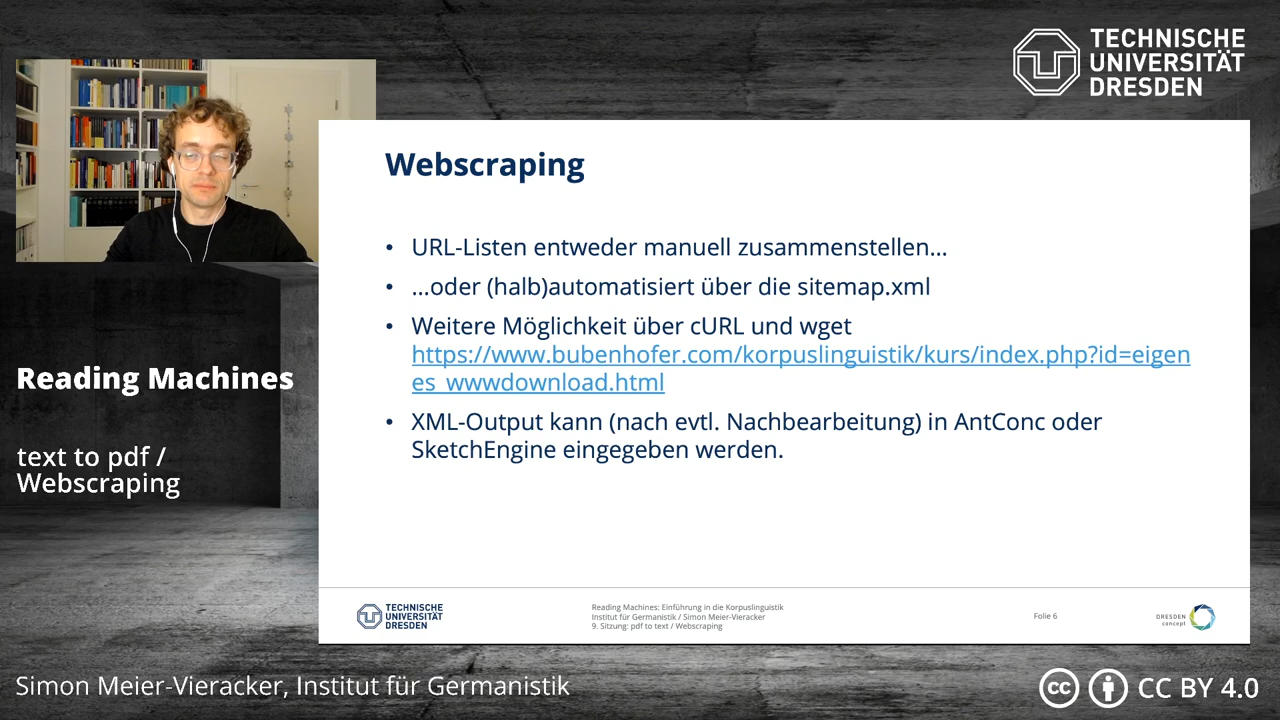 TECHNISCHE
UNIVERSITÄT
DRESDEN
Webscraping
• URL-Listen entweder manuell zusammenstellen…
• …oder (halb)automatisiert über die sitemap.xml
• Weitere Möglichkeit über cURL und wget
https://www.bubenhofer.com/korpuslinguistik/kurs/index.php?id=eigen
es_wwwdownload.html
• XML-Output kann (nach evtl. Nachbearbeitung) in AntConc oder
SketchEngine eingegeben werden.
Reading Machines
text to pdf /
Webscraping
TECHNISCHE
UNIVERSITÄT
DRESDEN
Reading Machines: Einführung in die Korpuslinguistik
Institut für Germanistik / Simon Meier-Vieracker
9. Sitzung: pdf to text / Webscraping
Folie 6
DRESDEN
concept
Simon Meier-Vieracker, Institut für Germanistik
cc CC BY 4.0